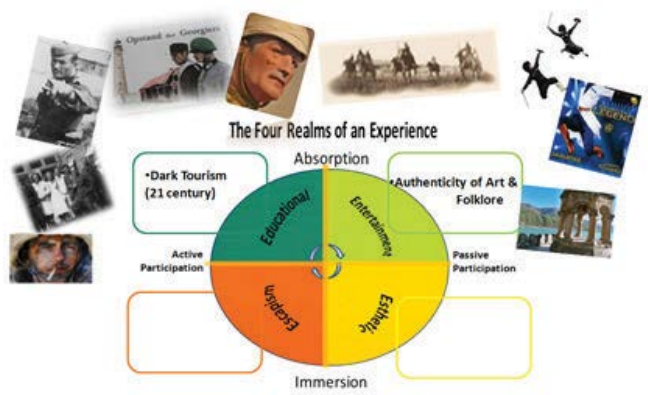 Opstand der Georgiers
The Four Realms of an Experience
Absorption
•Dark Tourism
(21 century)
•Authenticity of Art &
Folklore
Educational
Entertainment
Active
Participation
Passive
Participation
Escapism
Esthetic
Immersion
LEGEND